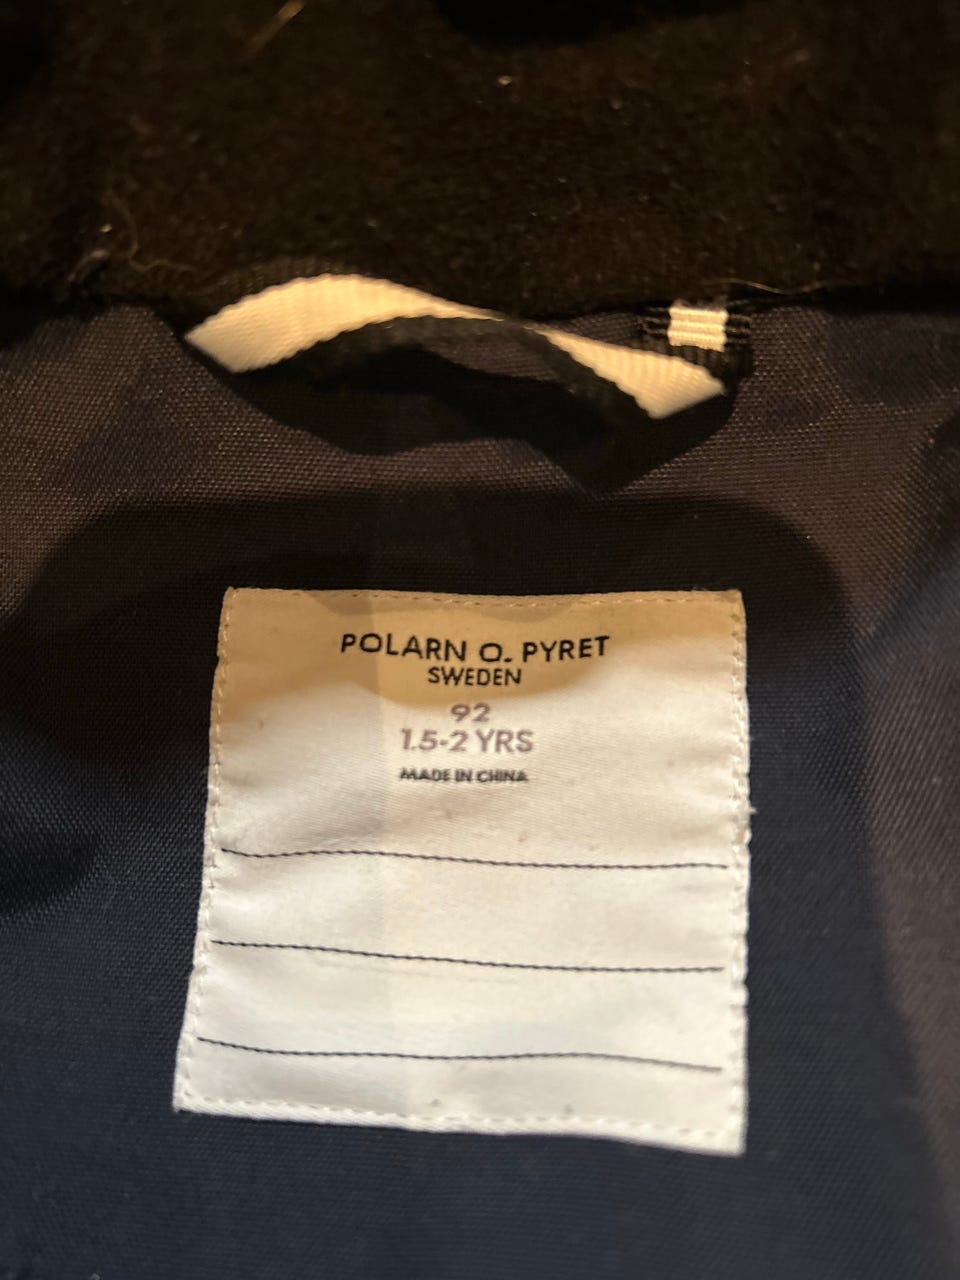 POLARN O. PYRET
SWEDEN
92
1.5-2 YRS
MADE IN CHINA